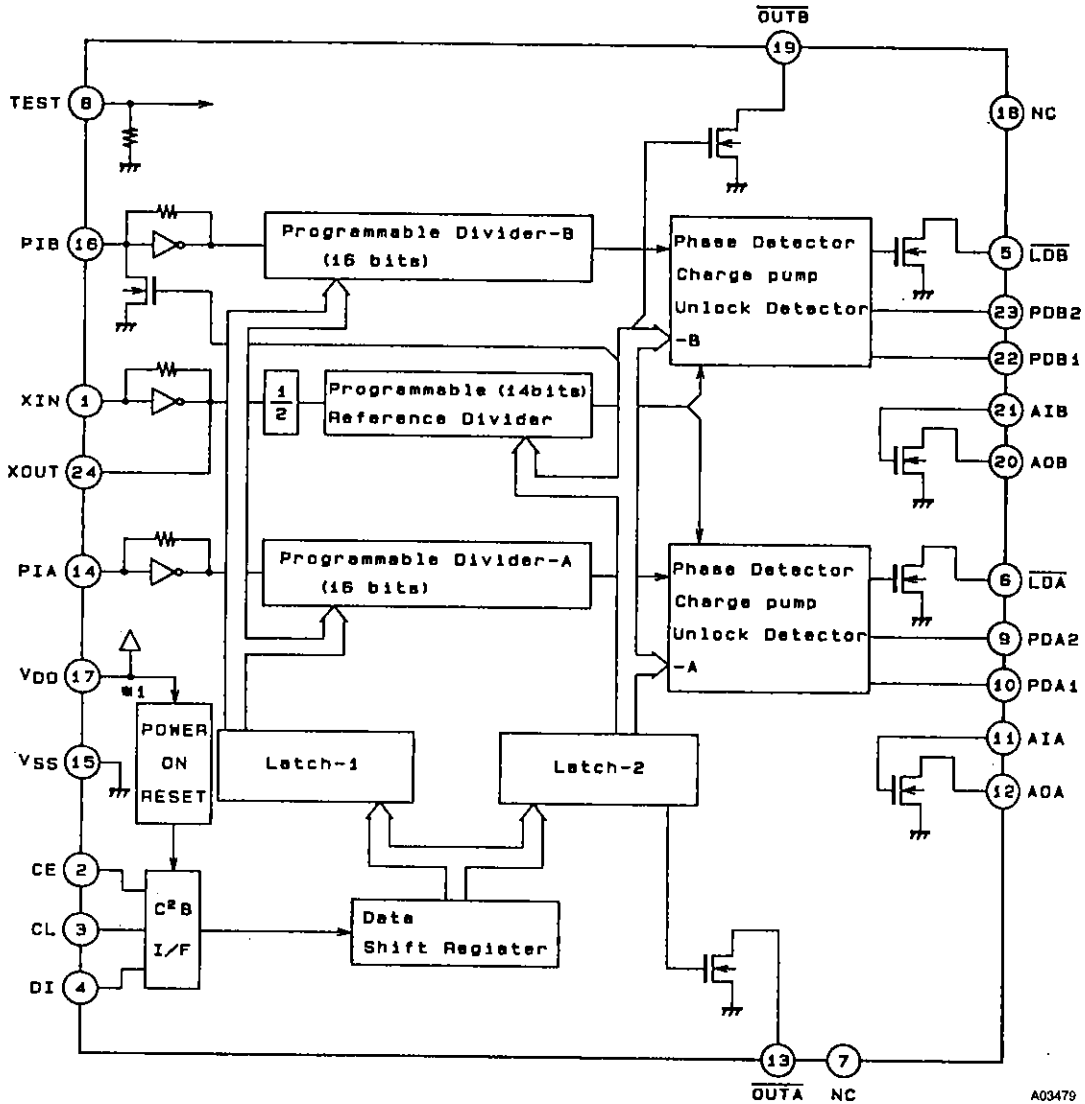 OUTB
19
TEST 8
18 NC
PIB 16
Programmable Divider-B
(16 bits)
Phase Detector
Charge pump
Unlock Detector
-B
5 LDB
23 PDB2
22 PDB1
XIN 1
1
2
Programmable (14bits)
Reference Divider
21 AIB
20 AOB
XOUT 24
PIA 14
Programmable Divider-A
(16 bits)
Phase Detector
Charge pump
Unlock Detector
-A
6 LDA
9 PDA2
10 PDA1
VDD 17
*1
POWER
ON
RESET
VSS 15
Latch-1
Latch-2
11 AIA
12 AOA
CE 2
CL 3
DI 4
C²B
I/F
Data
Shift Register
13
7
OUTA
NC
A03479